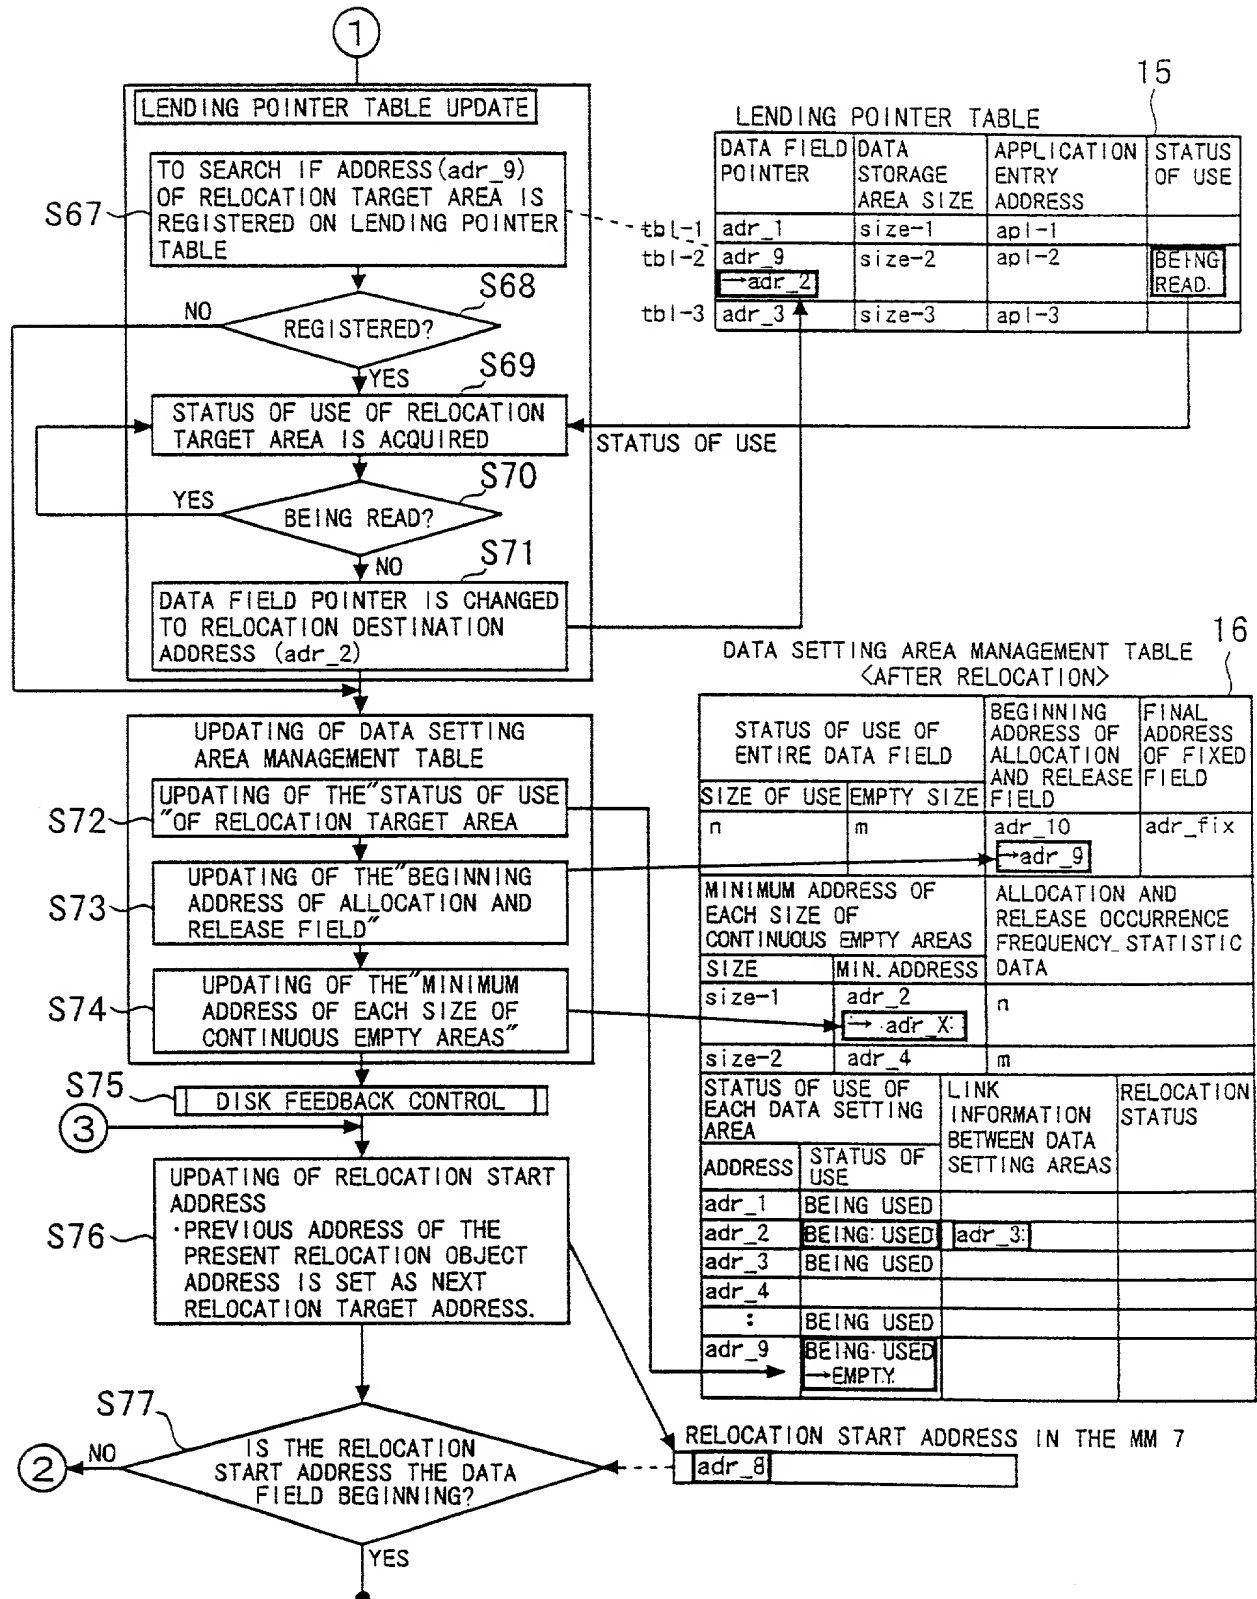 1
LENDING POINTER TABLE UPDATE
TO SEARCH IF ADDRESS (adr_9)
OF RELOCATION TARGET AREA IS
REGISTERED ON LENDING POINTER
TABLE
S67
S68
NO
REGISTERED?
YES
S69
STATUS OF USE OF RELOCATION
TARGET AREA IS ACQUIRED
S70
YES
BEING READ?
NO
S71
DATA FIELD POINTER IS CHANGED
TO RELOCATION DESTINATION
ADDRESS (adr_2)
15
LENDING POINTER TABLE
DATA FIELD
POINTER
DATA
STORAGE
AREA SIZE
APPLICATION
ENTRY
ADDRESS
STATUS
OF USE
tbl-1 adr_1 size-1 apl-1
tbl-2 adr_9 size-2 apl-2 BEING
→adr_2 READ
tbl-3 adr_3 size-3 apl-3
STATUS OF USE
UPDATING OF DATA SETTING
AREA MANAGEMENT TABLE
S72
UPDATING OF THE"STATUS OF USE
"OF RELOCATION TARGET AREA
S73
UPDATING OF THE"BEGINNING
ADDRESS OF ALLOCATION AND
RELEASE FIELD"
S74
UPDATING OF THE"MINIMUM
ADDRESS OF EACH SIZE OF
CONTINUOUS EMPTY AREAS"
S75
DISK FEEDBACK CONTROL
3
UPDATING OF RELOCATION START
ADDRESS
·PREVIOUS ADDRESS OF THE
PRESENT RELOCATION OBJECT
ADDRESS IS SET AS NEXT
RELOCATION TARGET ADDRESS.
S76
S77
IS THE RELOCATION
START ADDRESS THE DATA
FIELD BEGINNING?
NO
2
YES
16
DATA SETTING AREA MANAGEMENT TABLE
<AFTER RELOCATION>
STATUS OF USE OF
ENTIRE DATA FIELD
BEGINNING
ADDRESS OF
ALLOCATION
AND RELEASE
FIELD
FINAL
ADDRESS
OF FIXED
FIELD
SIZE OF USE EMPTY SIZE
n m adr_10 adr_fix
→adr_9
MINIMUM ADDRESS OF
EACH SIZE OF
CONTINUOUS EMPTY AREAS
ALLOCATION AND
RELEASE OCCURRENCE
FREQUENCY STATISTIC
DATA
SIZE MIN. ADDRESS
size-1 adr_2 n
→ adr_X
size-2 adr_4 m
STATUS OF USE OF
EACH DATA SETTING
AREA
LINK
INFORMATION
BETWEEN DATA
SETTING AREAS
RELOCATION
STATUS
ADDRESS
STATUS OF
USE
adr_1 BEING USED
adr_2 BEING USED adr_3
adr_3 BEING USED
adr_4
: BEING USED
adr_9 BEING USED
→EMPTY
RELOCATION START ADDRESS IN THE MM 7
adr_8